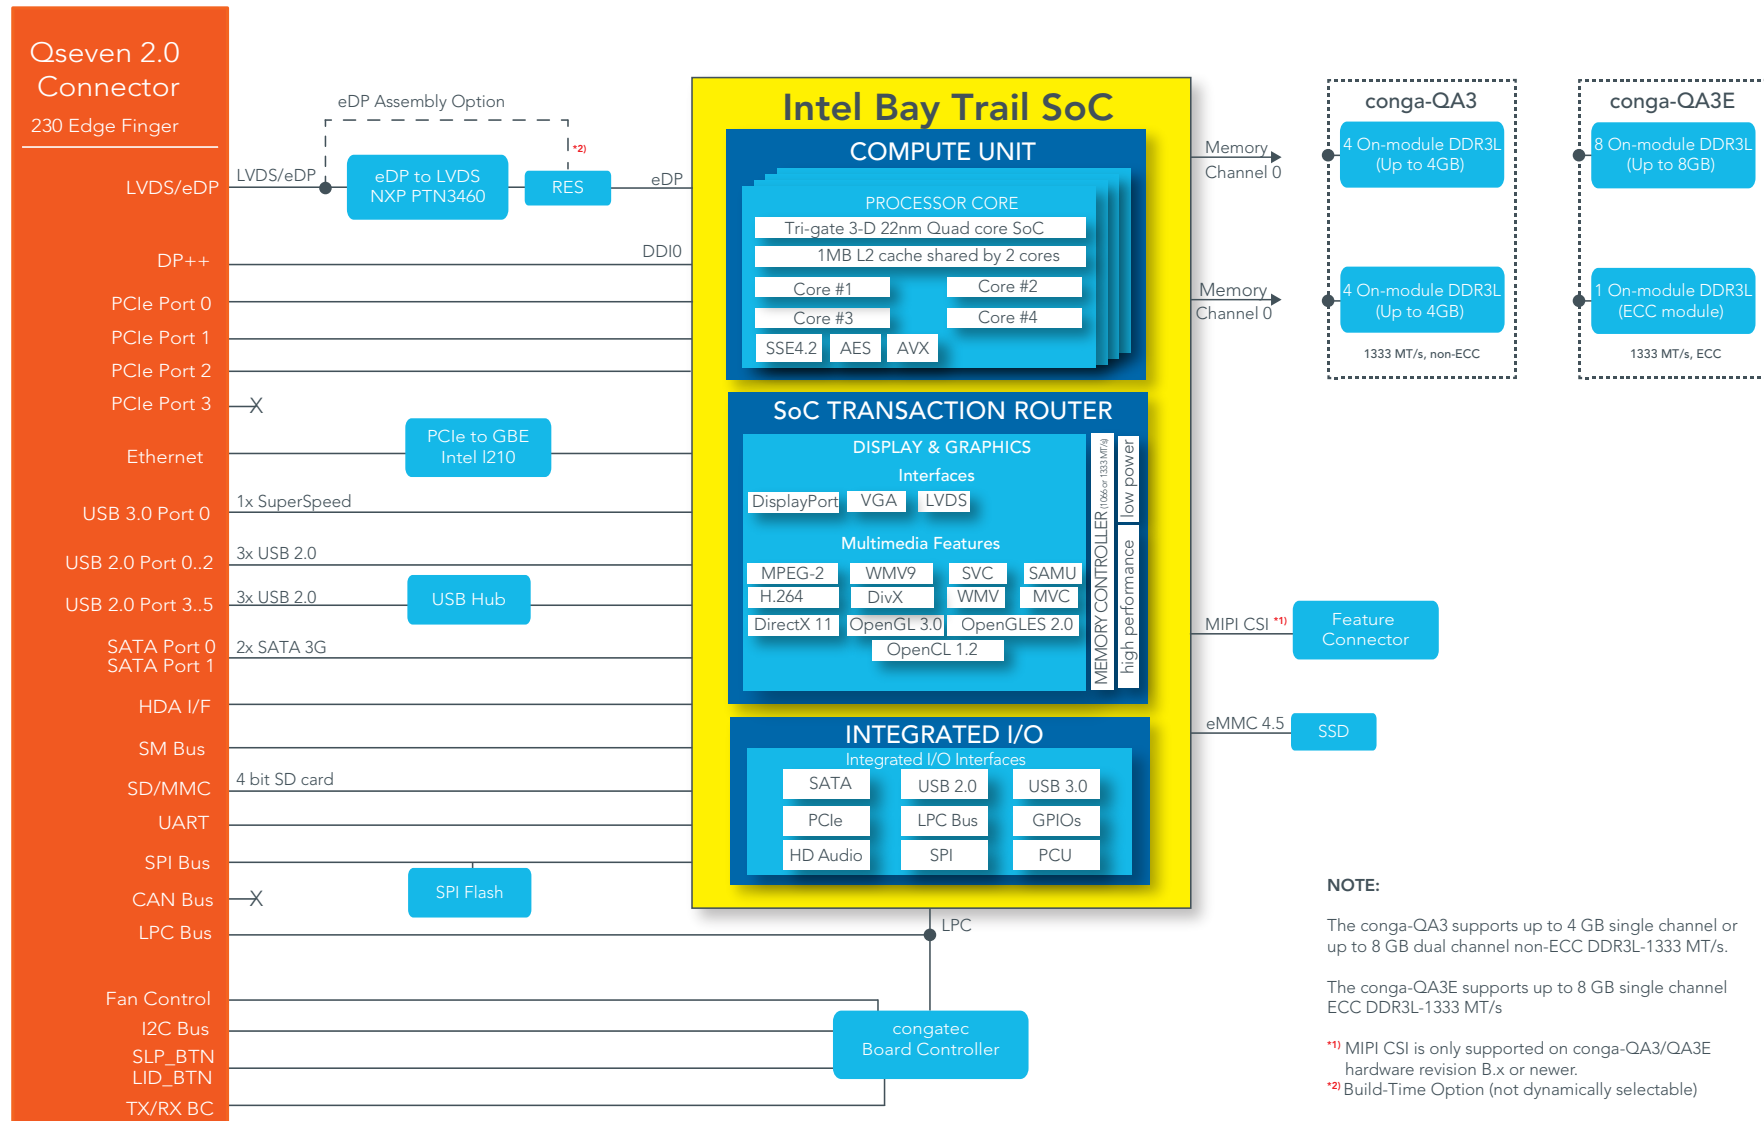 Qseven 2.0
Connector
230 Edge Finger
LVDS/eDP
DP++
PCIe Port 0
PCIe Port 1
PCIe Port 2
PCIe Port 3
Ethernet
USB 3.0 Port 0
USB 2.0 Port 0..2
USB 2.0 Port 3..5
SATA Port 0
SATA Port 1
HDA I/F
SM Bus
SD/MMC
UART
SPI Bus
CAN Bus
LPC Bus
Fan Control
I2C Bus
SLP_BTN
LID_BTN
TX/RX BC
eDP Assembly Option
*2)
LVDS/eDP
eDP to LVDS
NXP PTN3460
RES
eDP
DDI0
X
PCIe to GBE
Intel I210
1x SuperSpeed
3x USB 2.0
3x USB 2.0
USB Hub
2x SATA 3G
4 bit SD card
SPI Flash
X
Intel Bay Trail SoC
COMPUTE UNIT
PROCESSOR CORE
Tri-gate 3-D 22nm Quad core SoC
1MB L2 cache shared by 2 cores
Core #1
Core #2
Core #3
Core #4
SSE4.2
AES
AVX
SoC TRANSACTION ROUTER
DISPLAY & GRAPHICS
Interfaces
DisplayPort
VGA
LVDS
Multimedia Features
MPEG-2
WMV9
SVC
SAMU
H.264
DivX
WMV
MVC
DirectX 11
OpenGL 3.0
OpenGLES 2.0
OpenCL 1.2
MEMORY CONTROLLER (1066 or 1333 MT/s)
low power
high performance
INTEGRATED I/O
Integrated I/O Interfaces
SATA
USB 2.0
USB 3.0
PCIe
LPC Bus
GPIOs
HD Audio
SPI
PCU
LPC
congatec
Board Controller
Memory
Channel 0
Memory
Channel 0
conga-QA3
4 On-module DDR3L
(Up to 4GB)
4 On-module DDR3L
(Up to 4GB)
1333 MT/s, non-ECC
conga-QA3E
8 On-module DDR3L
(Up to 8GB)
1 On-module DDR3L
(ECC module)
1333 MT/s, ECC
MIPI CSI *1)
Feature
Connector
eMMC 4.5
SSD
NOTE:
The conga-QA3 supports up to 4 GB single channel or
up to 8 GB dual channel non-ECC DDR3L-1333 MT/s.
The conga-QA3E supports up to 8 GB single channel
ECC DDR3L-1333 MT/s
*1) MIPI CSI is only supported on conga-QA3/QA3E
hardware revision B.x or newer.
*2) Build-Time Option (not dynamically selectable)